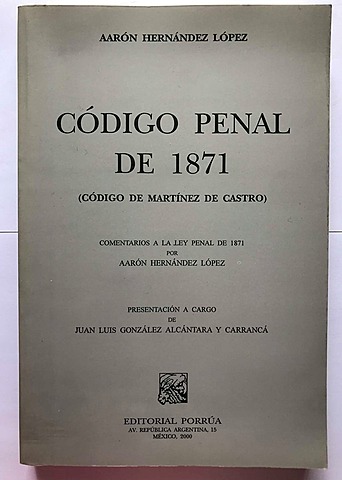 AARÓN HERNÁNDEZ LÓPEZ
CÓDIGO PENAL
DE 1871
(CÓDIGO DE MARTÍNEZ DE CASTRO)
COMENTARIOS A LA LEY PENAL DE 1871
POR
AARÓN HERNÁNDEZ LÓPEZ
PRESENTACIÓN A CARGO
DE
JUAN LUIS GONZÁLEZ ALCÁNTARA Y CARRANCÁ
EDITORIAL PORRÚA
AV. REPÚBLICA ARGENTINA, 15
MÉXICO, 2000